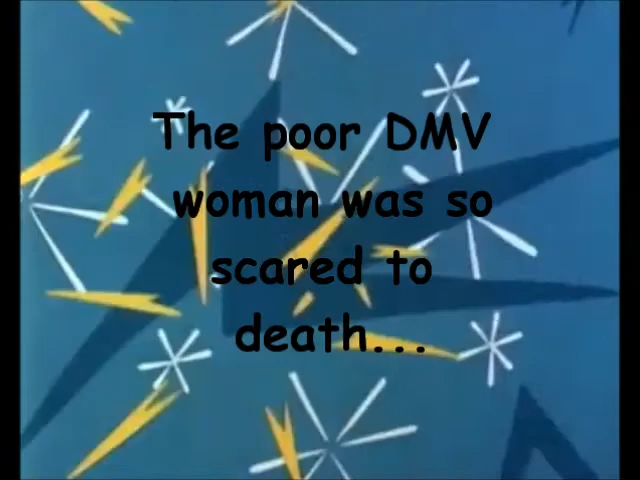 The poor DMV
woman was so
scared to
death...